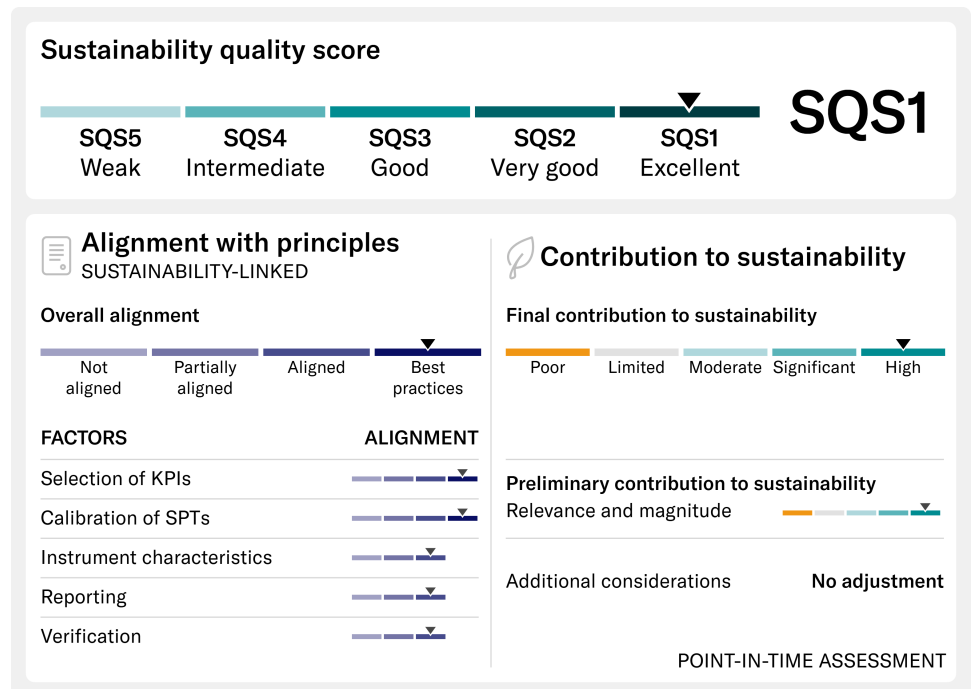 Sustainability quality score
SQS1
SQS5 SQS4 SQS3 SQS2 SQS1
Weak Intermediate Good Very good Excellent
Alignment with principles
SUSTAINABILITY-LINKED
Overall alignment
Not aligned
Partially aligned
Aligned
Best practices
FACTORS ALIGNMENT
Selection of KPIs
Calibration of SPTs
Instrument characteristics
Reporting
Verification
Contribution to sustainability
Final contribution to sustainability
Poor Limited Moderate Significant High
Preliminary contribution to sustainability
Relevance and magnitude
Additional considerations No adjustment
POINT-IN-TIME ASSESSMENT